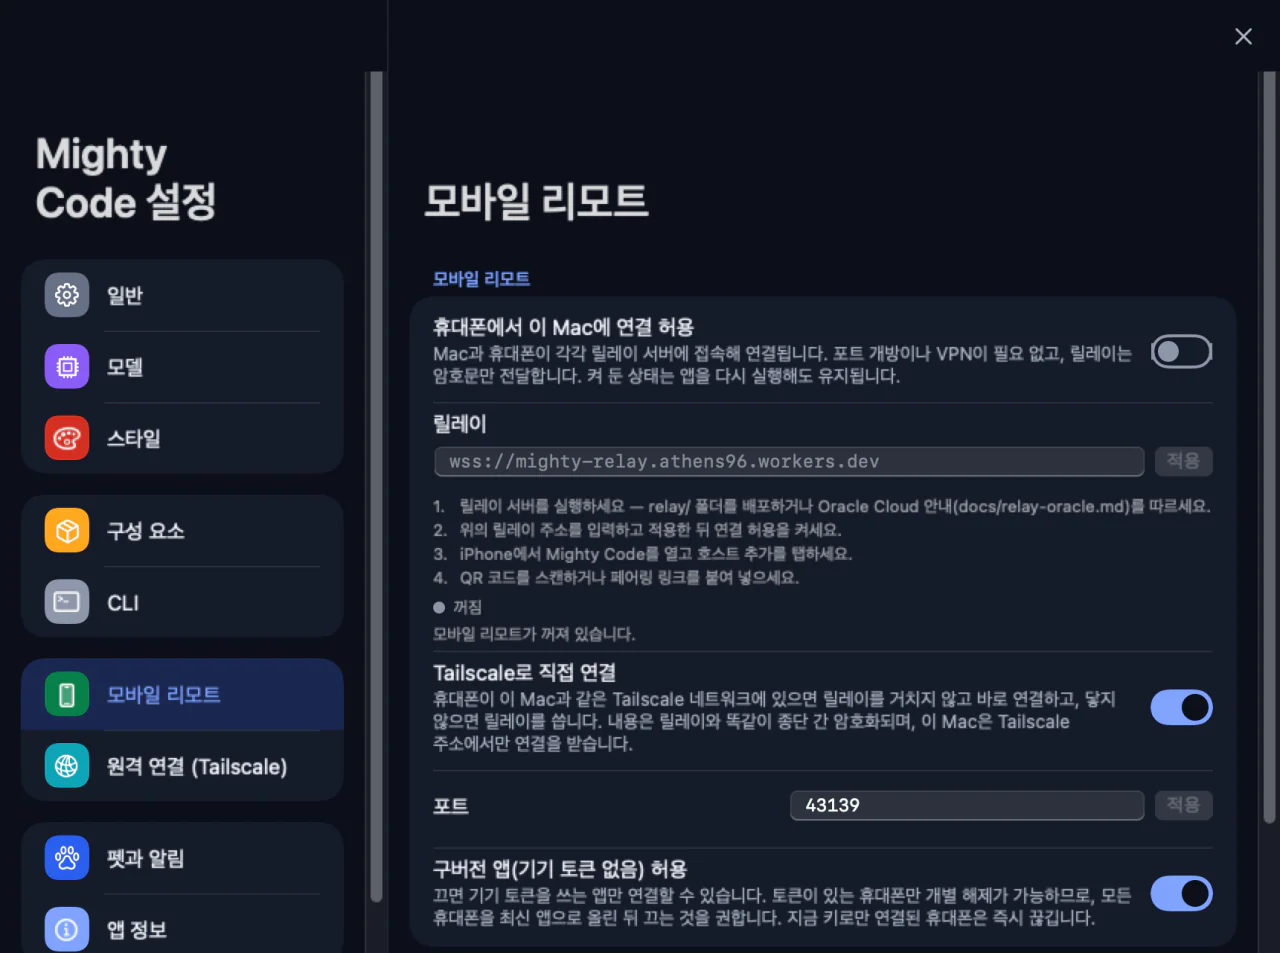 Mighty
Code 설정
일반
모델
스타일
구성 요소
CLI
모바일 리모트
원격 연결 (Tailscale)
펫과 알림
앱 정보
모바일 리모트
모바일 리모트
휴대폰에서 이 Mac에 연결 허용
Mac과 휴대폰이 각각 릴레이 서버에 접속해 연결됩니다. 포트 개방이나 VPN이 필요 없고, 릴레이는
암호문만 전달합니다. 켜 둔 상태는 앱을 다시 실행해도 유지됩니다.
릴레이
wss://mighty-relay.athens96.workers.dev
적용
1. 릴레이 서버를 실행하세요 — relay/ 폴더를 배포하거나 Oracle Cloud 안내(docs/relay-oracle.md)를 따르세요.
2. 위의 릴레이 주소를 입력하고 적용한 뒤 연결 허용을 켜세요.
3. iPhone에서 Mighty Code를 열고 호스트 추가를 탭하세요.
4. QR 코드를 스캔하거나 페어링 링크를 붙여 넣으세요.
꺼짐
모바일 리모트가 꺼져 있습니다.
Tailscale로 직접 연결
휴대폰이 이 Mac과 같은 Tailscale 네트워크에 있으면 릴레이를 거치지 않고 바로 연결하고, 닿지
않으면 릴레이를 씁니다. 내용은 릴레이와 똑같이 종단 간 암호화되며, 이 Mac은 Tailscale
주소에서만 연결을 받습니다.
포트
43139
적용
구버전 앱(기기 토큰 없음) 허용
끄면 기기 토큰을 쓰는 앱만 연결할 수 있습니다. 토큰이 있는 휴대폰만 개별 해제가 가능하므로, 모든
휴대폰을 최신 앱으로 올린 뒤 끄는 것을 권합니다. 지금 키로만 연결된 휴대폰은 즉시 끊깁니다.